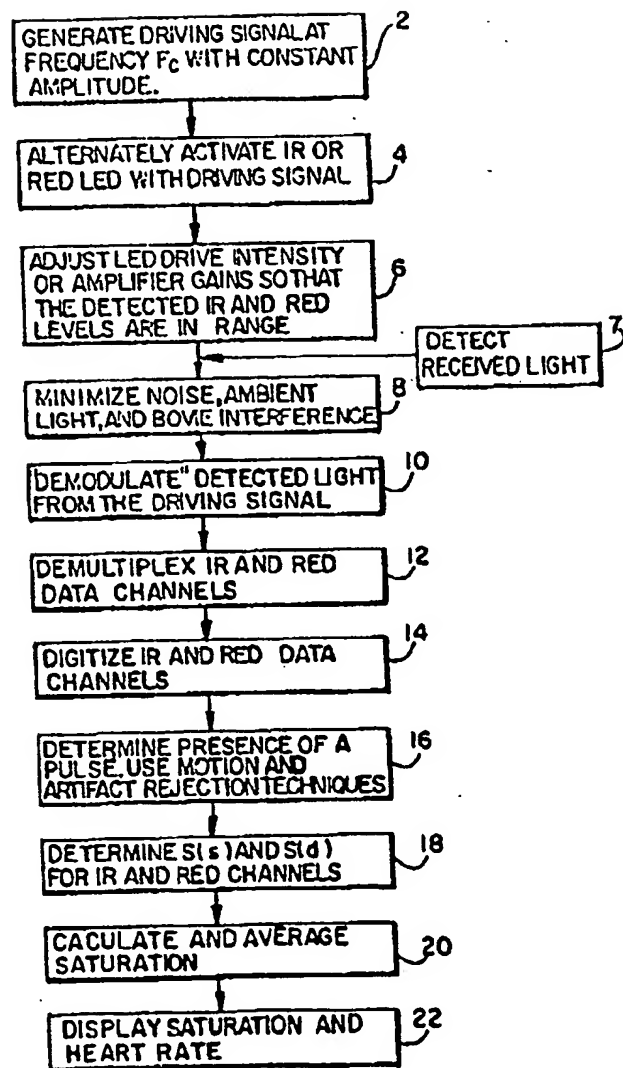 GENERATE DRIVING SIGNAL AT
FREQUENCY Fc WITH CONSTANT
AMPLITUDE.
2
ALTERNATELY ACTIVATE IR OR
RED LED WITH DRIVING SIGNAL
4
ADJUST LED DRIVE INTENSITY
OR AMPLIFIER GAINS SO THAT
THE DETECTED IR AND RED
LEVELS ARE IN RANGE
6
DETECT
RECEIVED LIGHT
7
MINIMIZE NOISE, AMBIENT
LIGHT, AND BOVIE INTERFERENCE
8
"DEMODULATE" DETECTED LIGHT
FROM THE DRIVING SIGNAL
10
DEMULTIPLEX IR AND RED
DATA CHANNELS
12
DIGITIZE IR AND RED DATA
CHANNELS
14
DETERMINE PRESENCE OF A
PULSE. USE MOTION AND
ARTIFACT REJECTION TECHNIQUES
16
DETERMINE S(s) AND S(d)
FOR IR AND RED CHANNELS
18
CACULATE AND AVERAGE
SATURATION
20
DISPLAY SATURATION AND
HEART RATE
22